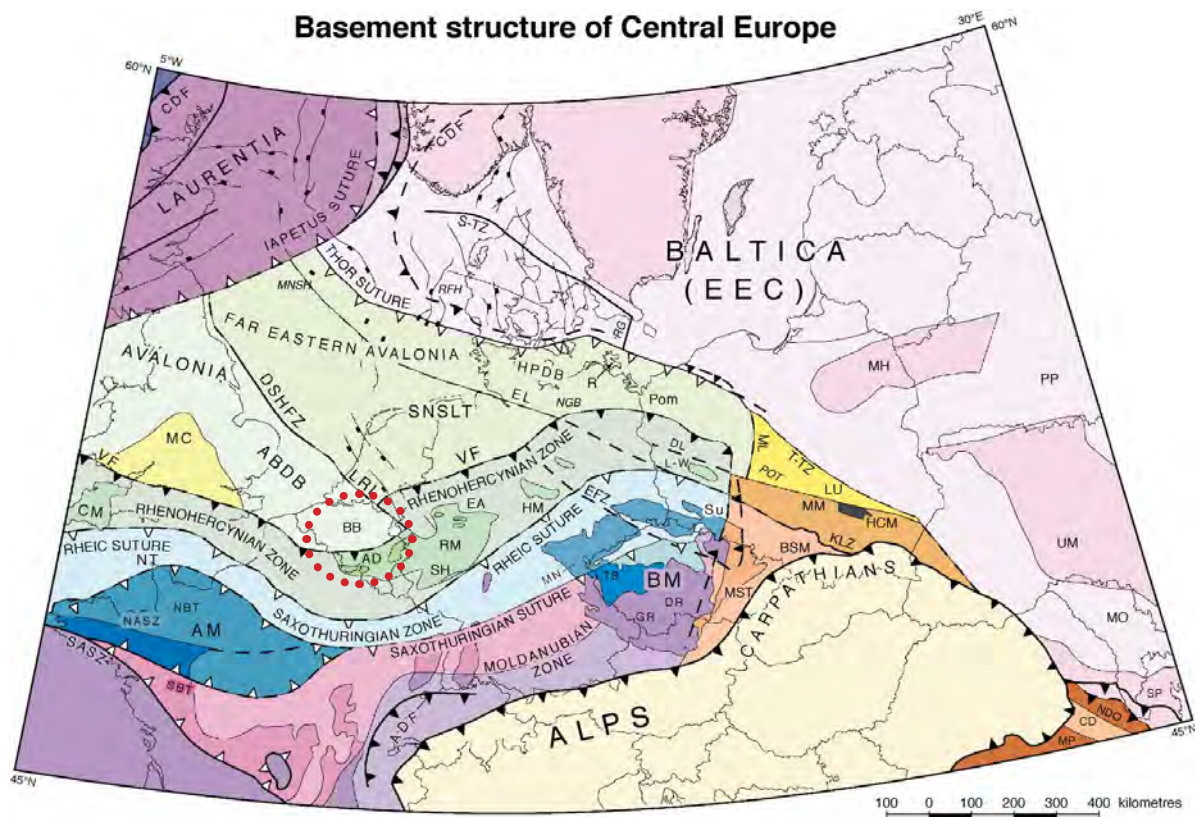 Basement structure of Central Europe
60°N
5°W
30°E
60°N
CDF
LAURENTIA
IAPETUS SUTURE
CDF
S-TZ
BALTICA
(EEC)
THOR SUTURE
MNSH
RFH
RG
FAR EASTERN AVALONIA
AVALONIA
HPDB
R
EL
NGB
Pom
MH
PP
DSHFZ
SNSLT
MC
VF
ABDB
LRL
VF
RHENOHERCYNIAN ZONE
DL
L-W
ML
T-TZ
POT
LU
CM
RHENOHERCYNIAN ZONE
BB
EA
HM
EFZ
Su
MM
HCM
KLZ
AD
RM
SH
RHEIC SUTURE
BSM
UM
RHEIC SUTURE
NT
MN
TB
BM
DR
GR
MST
CARPATHIANS
NBT
NASZ
AM
SAXOTHURINGIAN ZONE
SAXOTHURINGIAN SUTURE
MOLDANUBIAN
ZONE
MO
SASZ
SBT
ADF
ALPS
SP
NDO
CD
MP
45°N
45°N
100 0 100 200 300 400 kilometres